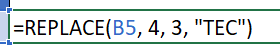 =REPLACE(B5, 4, 3, "TEC")